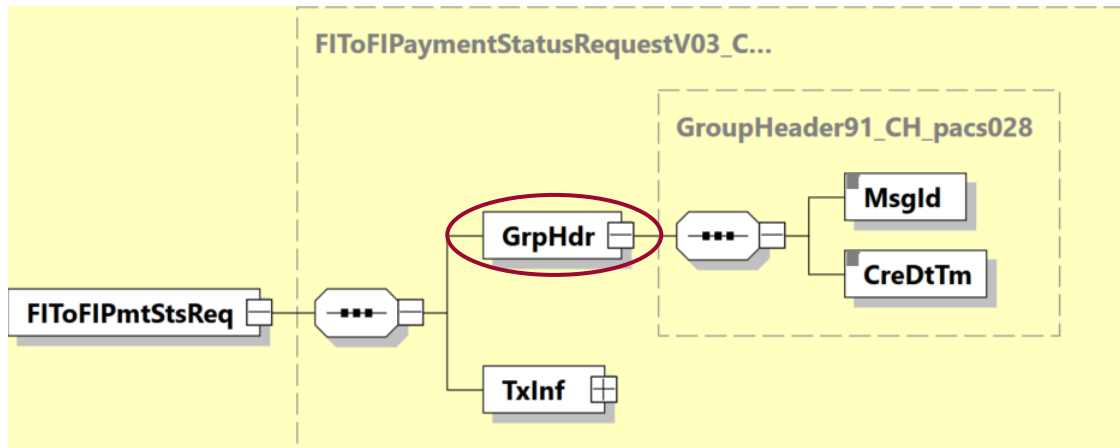 FIToFIPaymentStatusRequestV03_C...
GroupHeader91_CH_pacs028
MsgId
GrpHdr
CreDtTm
FIToFIPmtStsReq
TxInf